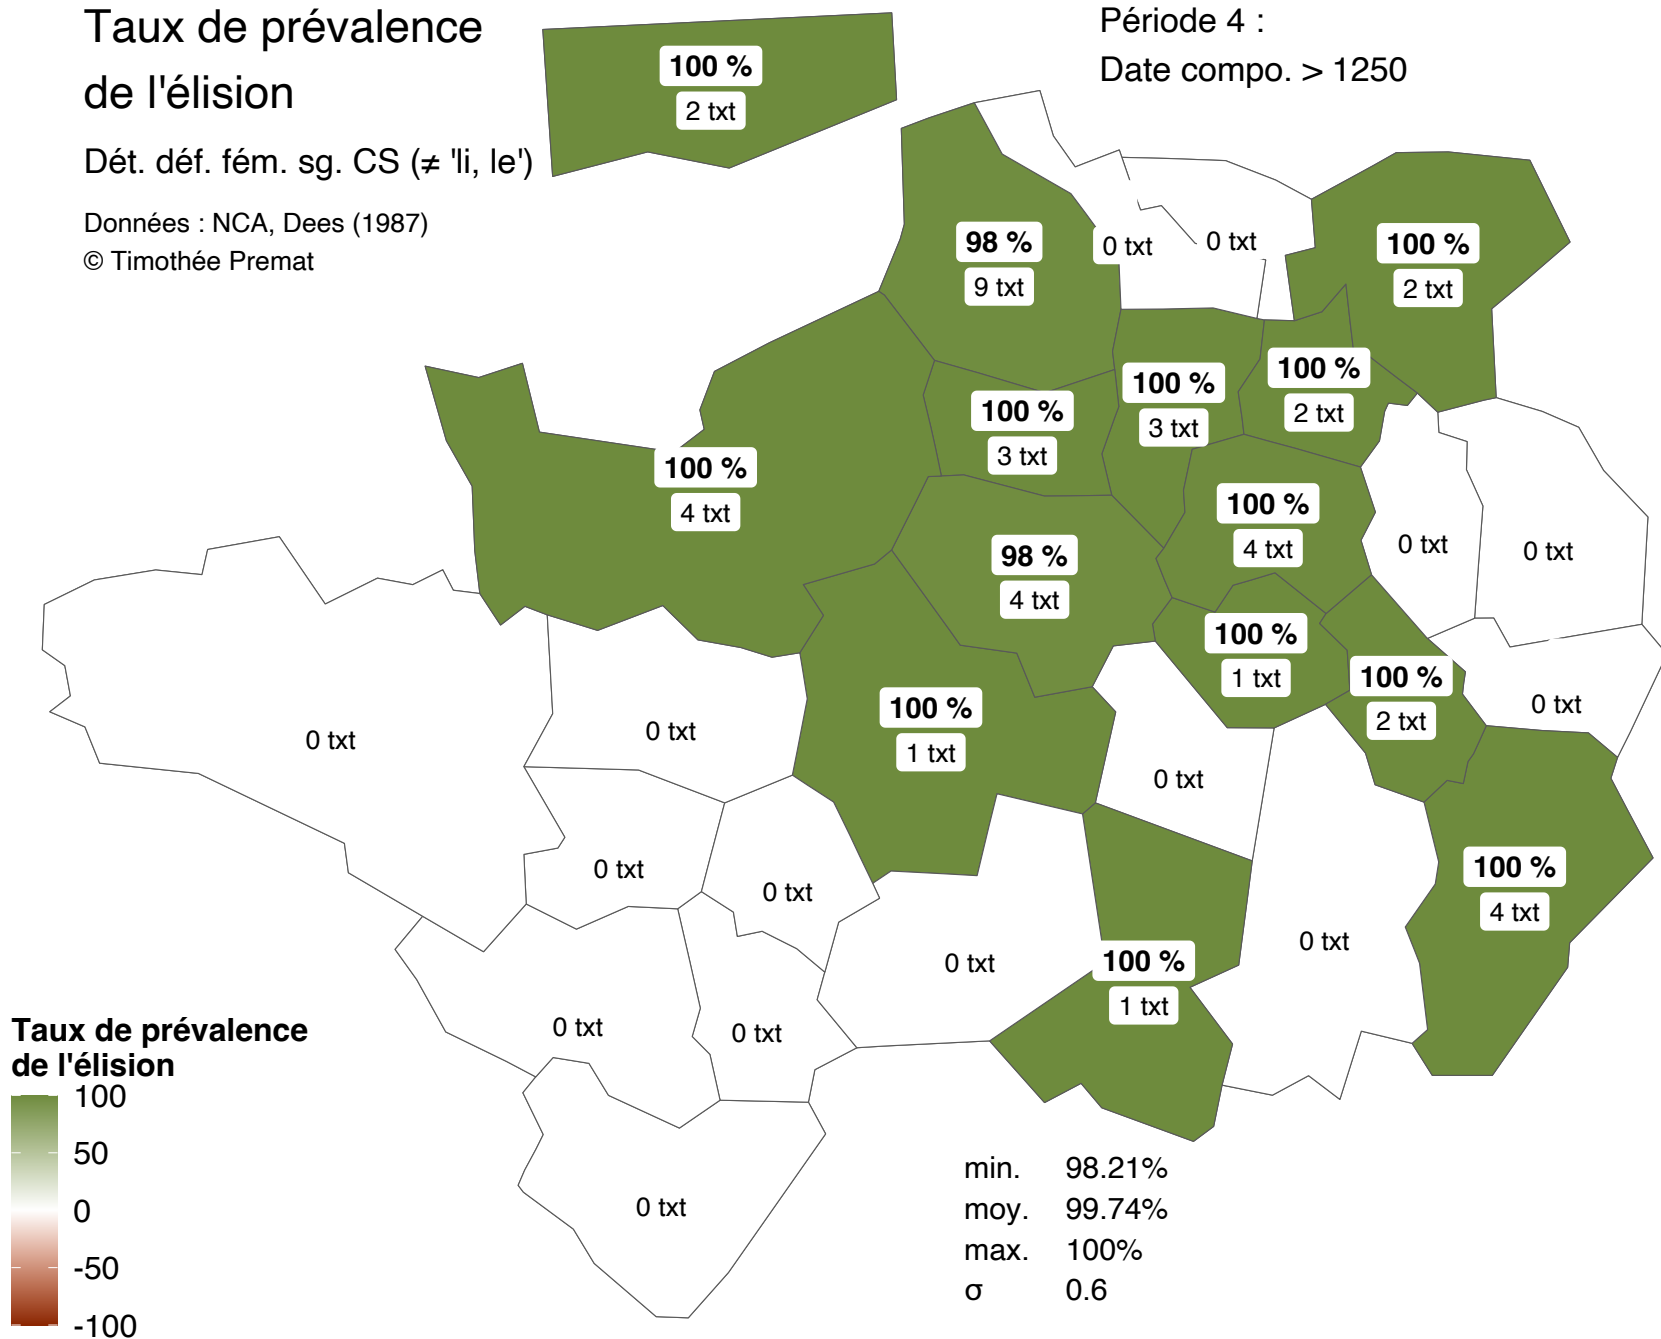 Taux de prévalence
de l'élision
Dét. déf. fém. sg. CS (≠ 'li, le')
Données : NCA, Dees (1987)
© Timothée Premat
Période 4 :
Date compo. > 1250
100 %
2 txt
98 %
9 txt
0 txt
0 txt
100 %
2 txt
100 %
3 txt
100 %
3 txt
100 %
2 txt
100 %
4 txt
98 %
4 txt
100 %
4 txt
0 txt
0 txt
100 %
1 txt
100 %
2 txt
0 txt
0 txt
0 txt
100 %
1 txt
0 txt
0 txt
0 txt
100 %
4 txt
0 txt
100 %
1 txt
0 txt
0 txt
0 txt
0 txt
Taux de prévalence
de l'élision
100
50
0
-50
-100
min. 98.21%
moy. 99.74%
max. 100%
σ 0.6